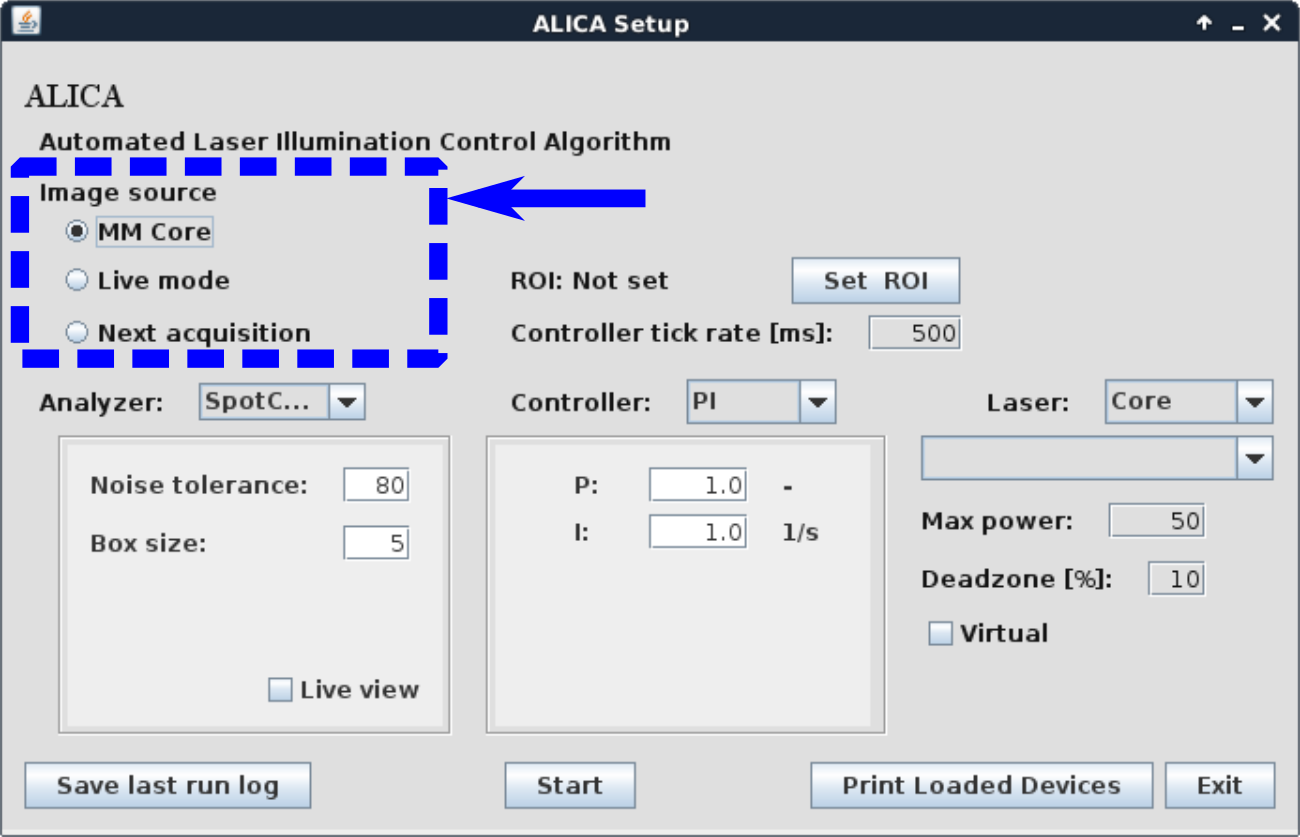 ALICA Setup
ALICA
Automated Laser Illumination Control Algorithm
Image source
MM Core
Live mode
ROI: Not set
Set ROI
Next acquisition
Controller tick rate [ms]:
500
Analyzer:
SpotC...
Controller:
PI
Laser:
Core
Noise tolerance:
80
Box size:
5
Live view
P:
1.0
-
I:
1.0
1/s
Max power:
50
Deadzone [%]:
10
Virtual
Save last run log
Start
Print Loaded Devices
Exit